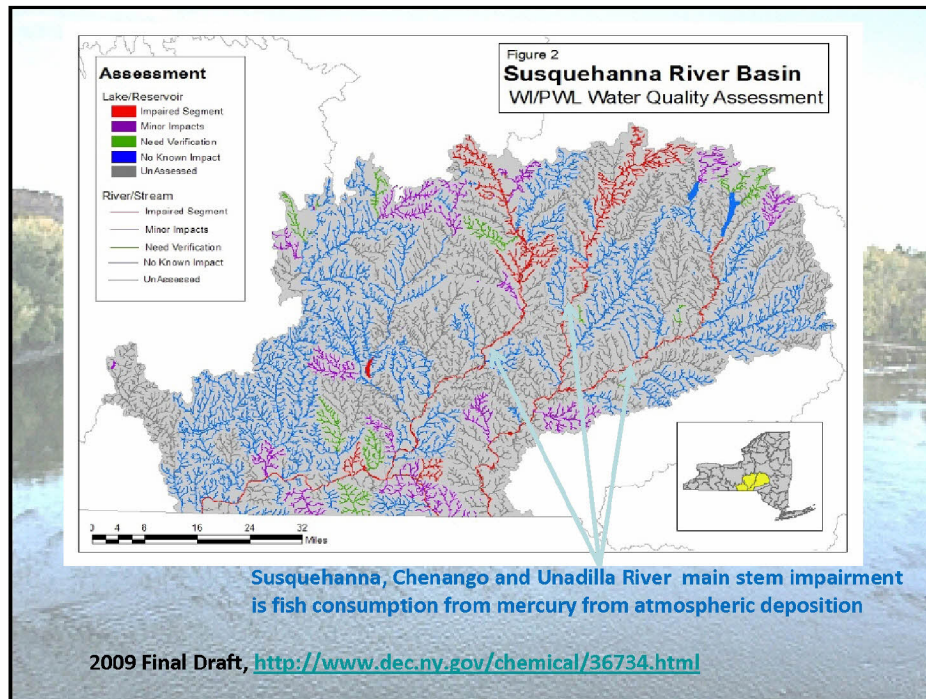 Figure 2
Susquehanna River Basin
WI/PWL Water Quality Assessment
Assessment
Lake/Reservoir
Impaired Segment
Minor Impacts
Need Verification
No Known Impact
UnAssessed
River/Stream
Impaired Segment
Minor Impacts
Need Verification
No Known Impact
UnAssessed
0 4 8 16 24 32
Miles
Susquehanna, Chenango and Unadilla River main stem impairment
is fish consumption from mercury from atmospheric deposition
2009 Final Draft, http://www.dec.ny.gov/chemical/36734.html